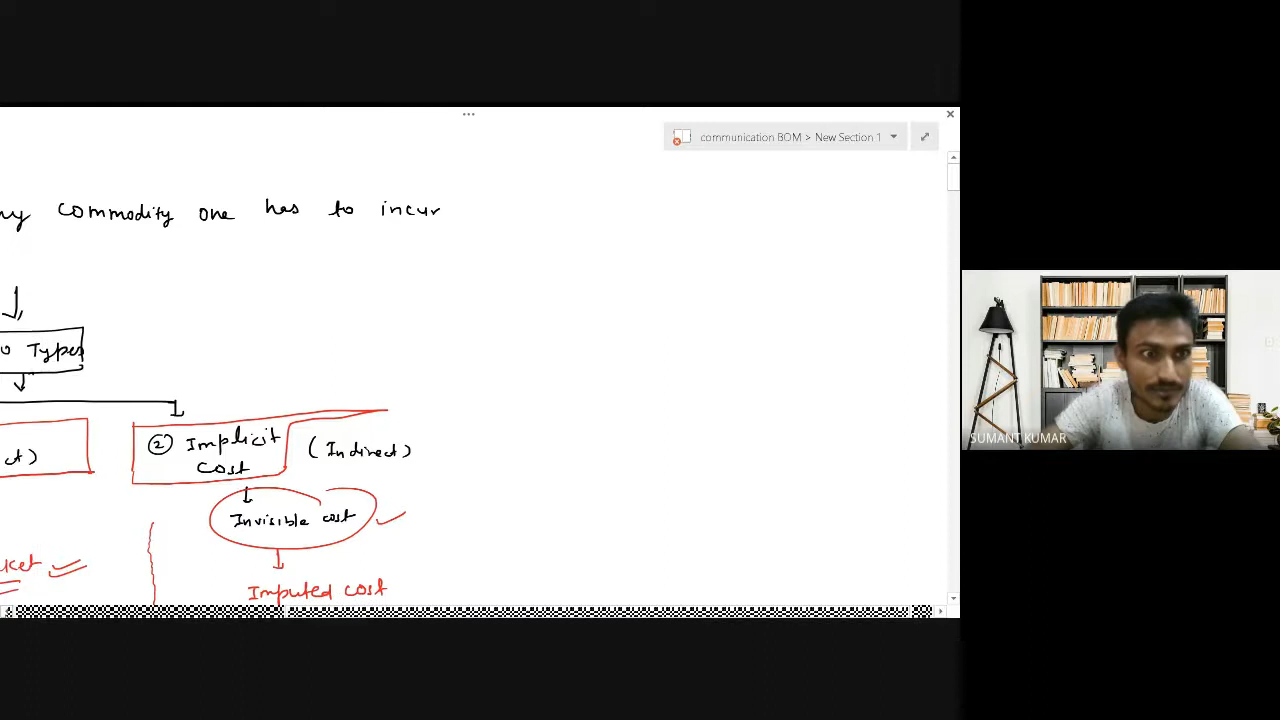 communication BOM > New Section 1
commodity one has to incur
Types
② Implicit
cost
(Indirect)
ct)
Invisible cost
ket
Imputed cost
SUMANT KUMAR